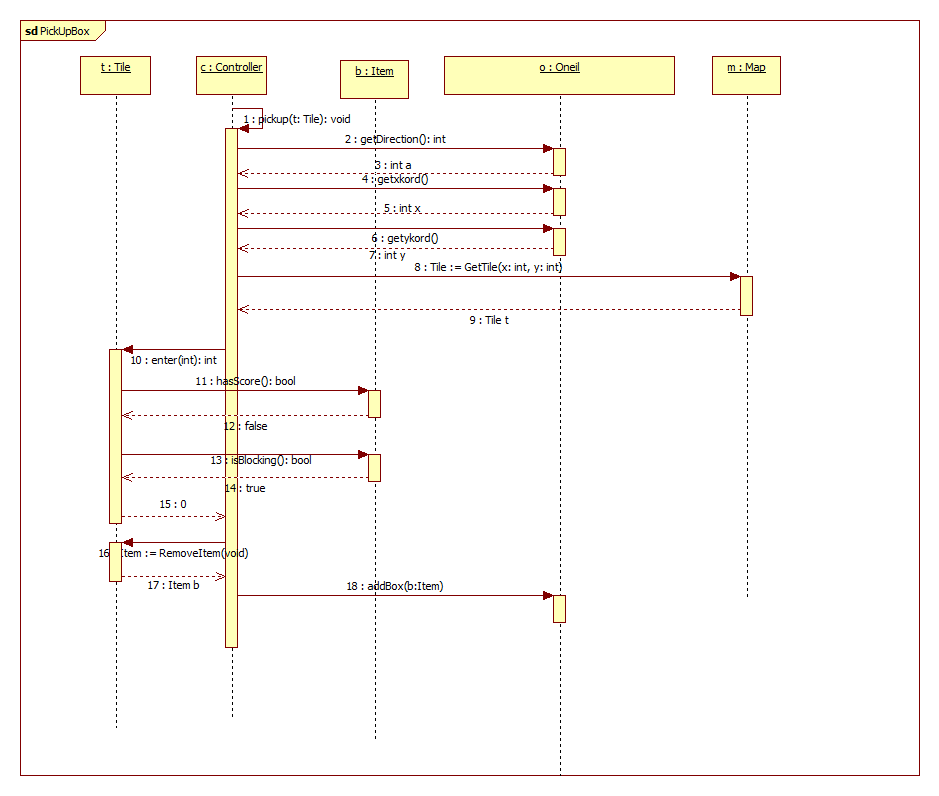 sd PickUpBox
t : Tile
c : Controller
b : Item
o : Oneil
m : Map
1 : pickup(t: Tile): void
2 : getDirection(): int
3 : int a
4 : getxkord()
5 : int x
6 : getykord()
7 : int y
8 : Tile := GetTile(x: int, y: int)
9 : Tile t
10 : enter(int): int
11 : hasScore(): bool
12 : false
13 : isBlocking(): bool
14 : true
15 : 0
16 : Item := RemoveItem(void)
17 : Item b
18 : addBox(b:Item)